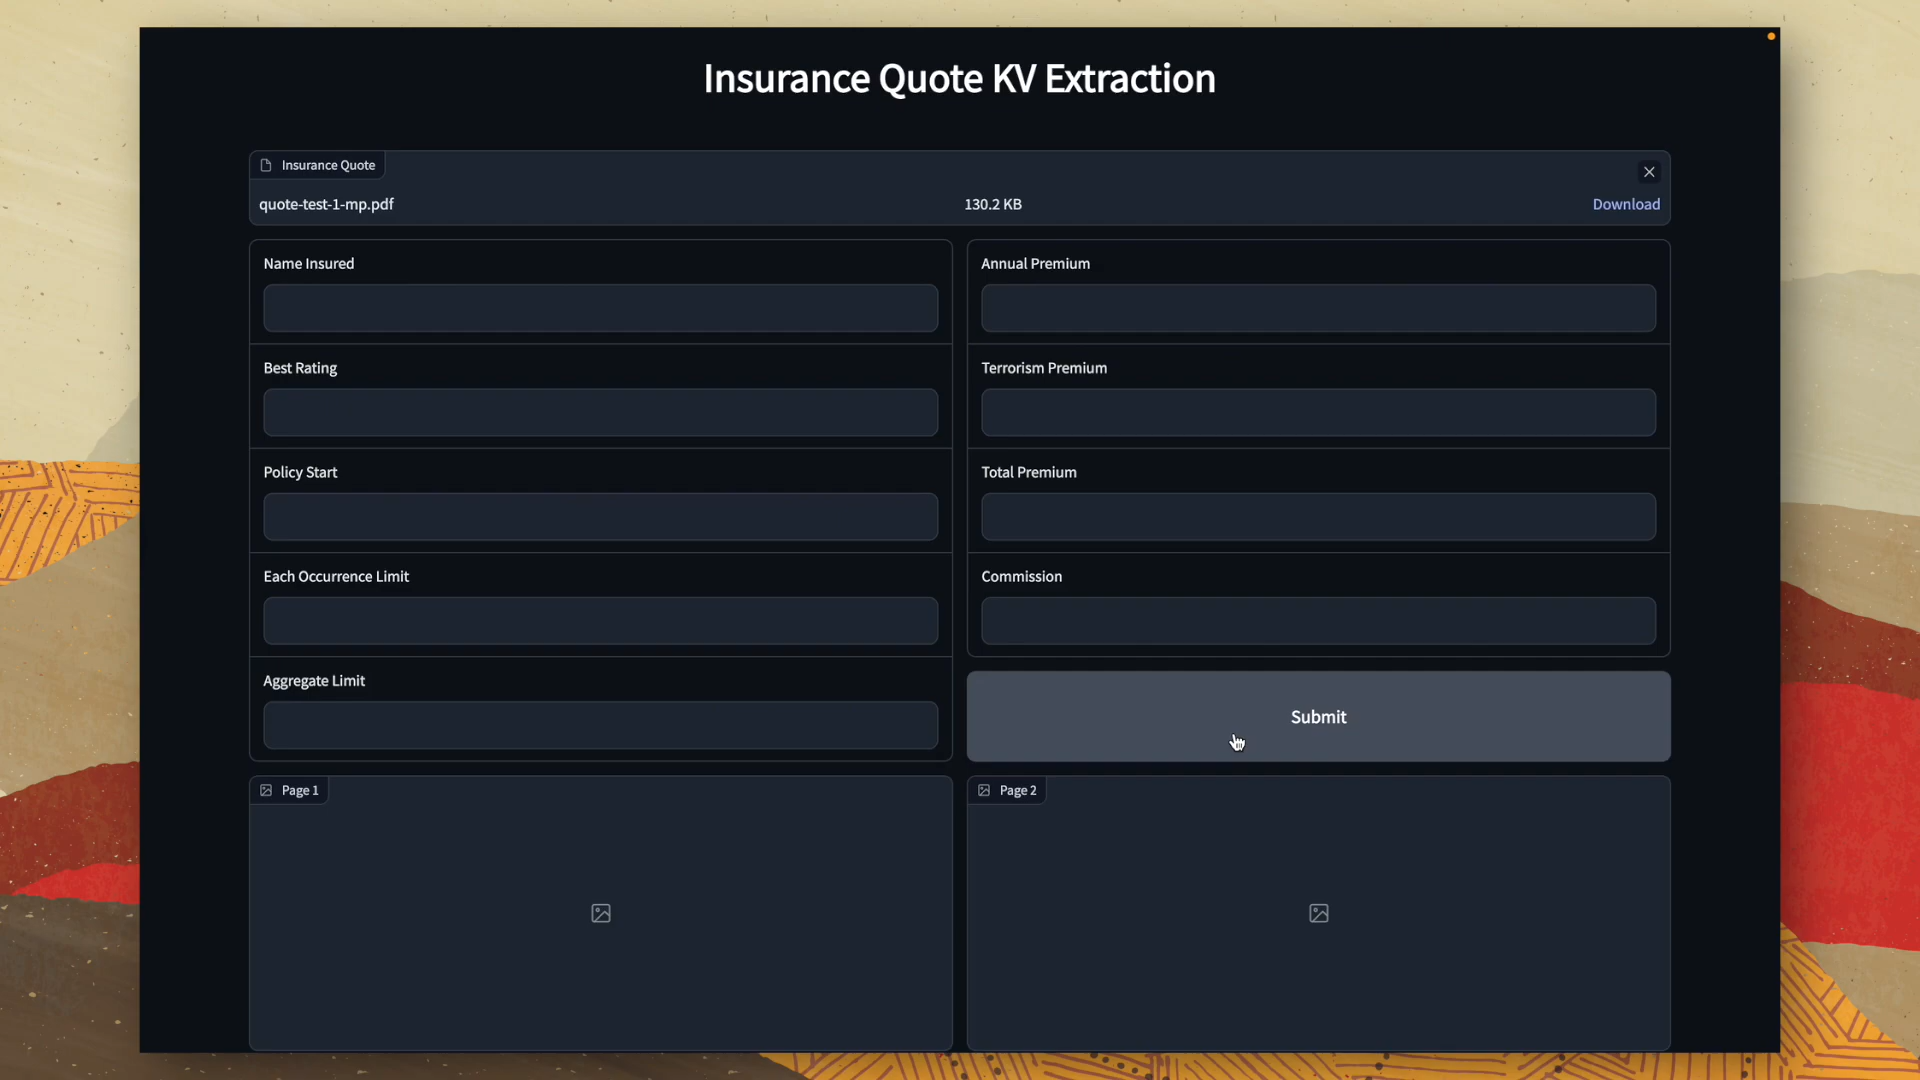 Insurance Quote KV Extraction
Insurance Quote
quote-test-1-mp.pdf 130.2 KB Download
Name Insured
Best Rating
Policy Start
Each Occurrence Limit
Aggregate Limit
Annual Premium
Terrorism Premium
Total Premium
Commission
Submit
Page 1
Page 2